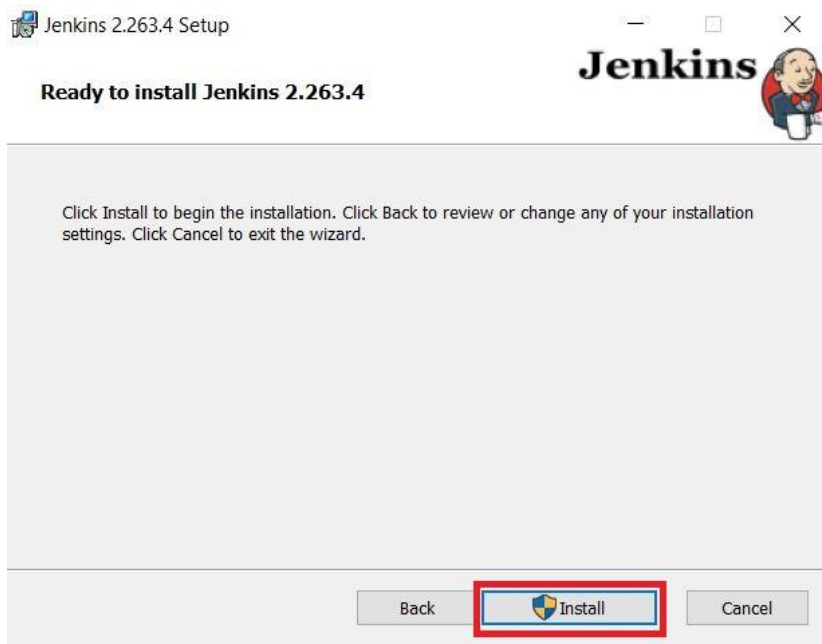 Jenkins 2.263.4 Setup
Jenkins
Ready to install Jenkins 2.263.4
Click Install to begin the installation. Click Back to review or change any of your installation
settings. Click Cancel to exit the wizard.
Back
Install
Cancel